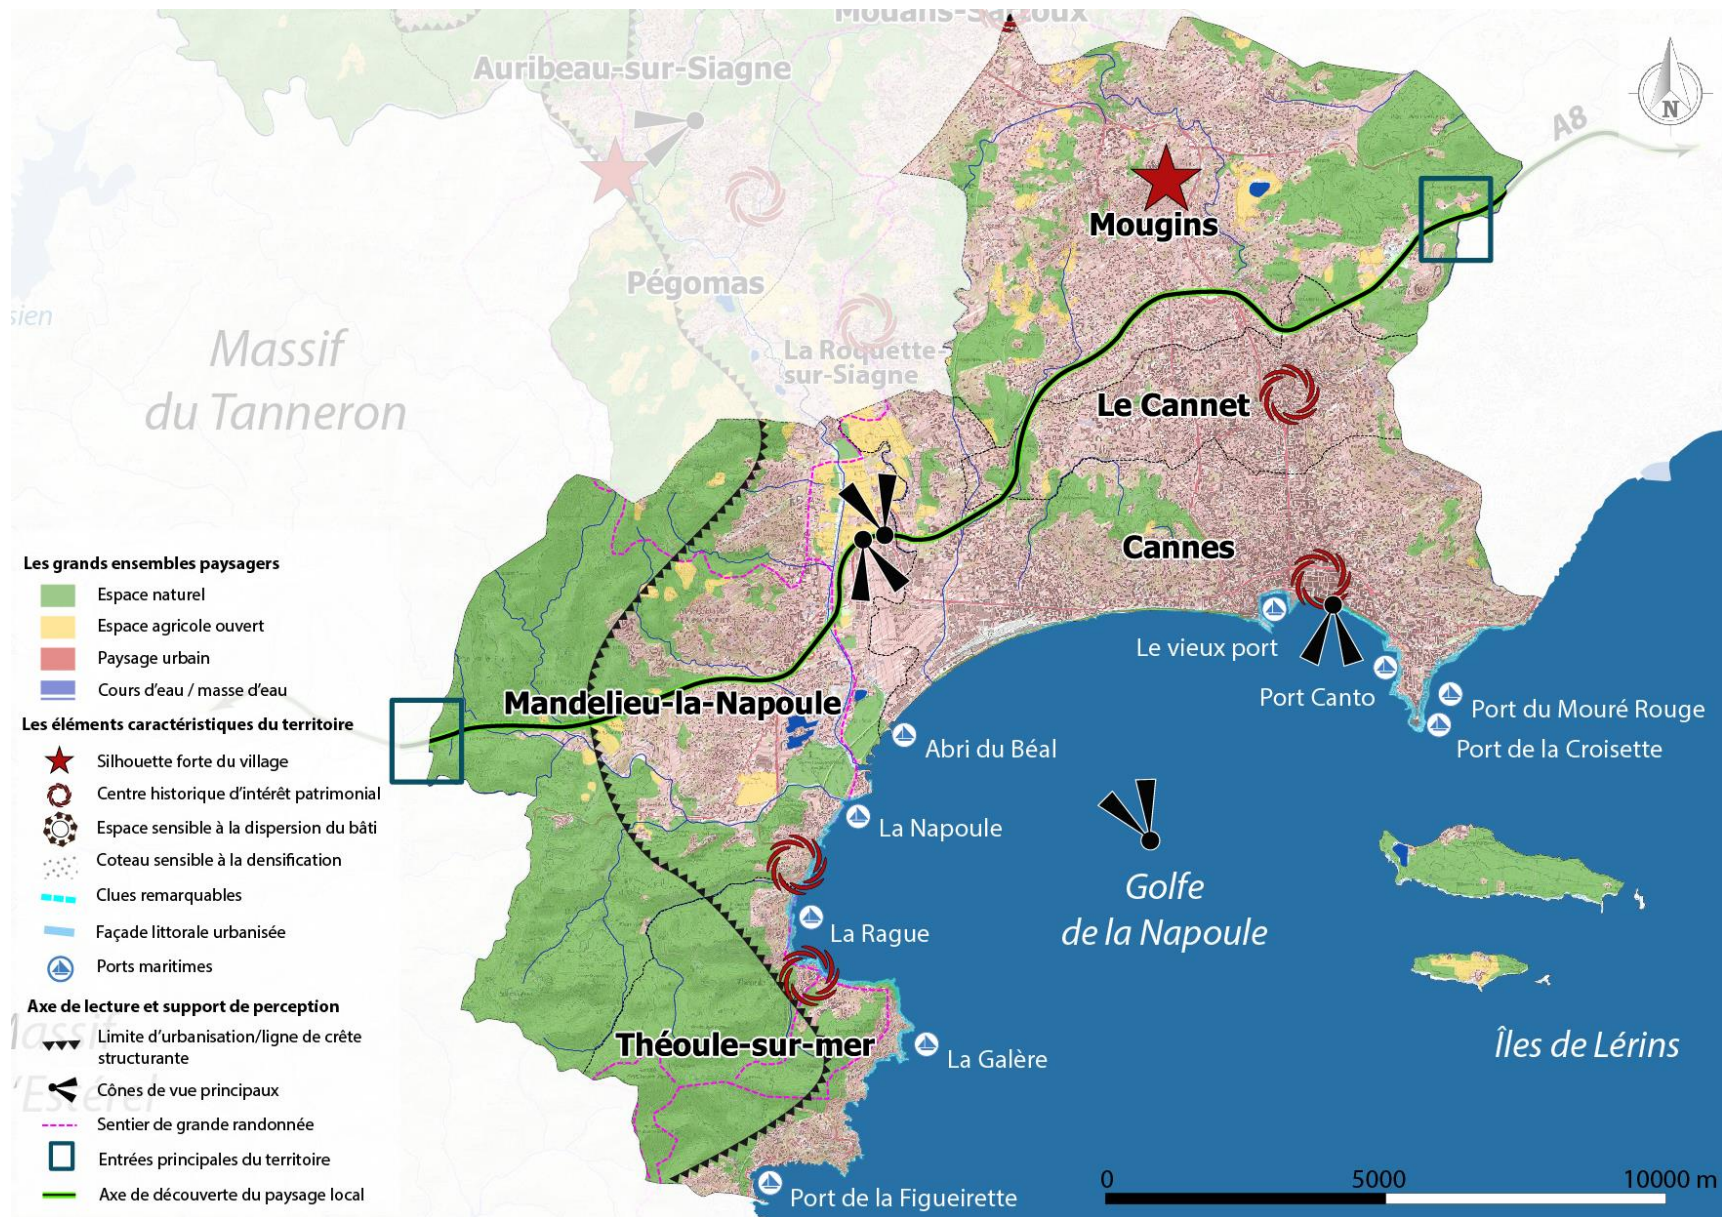 Mouans-Sartoux
Auribeau-sur-Siagne
A8
N
Mougins
Pégomas
sien
Massif
du Tanneron
La Roquette-
sur-Siagne
Le Cannet
Cannes
Le vieux port
Port Canto
Port du Mouré Rouge
Port de la Croisette
Mandelieu-la-Napoule
Abri du Béal
La Napoule
Golfe
de la Napoule
La Rague
Théoule-sur-mer
La Galère
Îles de Lérins
Port de la Figueirette
0 5000 10000 m
Les grands ensembles paysagers
Espace naturel
Espace agricole ouvert
Paysage urbain
Cours d'eau / masse d'eau
Les éléments caractéristiques du territoire
Silhouette forte du village
Centre historique d'intérêt patrimonial
Espace sensible à la dispersion du bâti
Coteau sensible à la densification
Clues remarquables
Façade littorale urbanisée
Ports maritimes
Axe de lecture et support de perception
Limite d'urbanisation/ligne de crête
structurante
Cônes de vue principaux
Sentier de grande randonnée
Entrées principales du territoire
Axe de découverte du paysage local
Massif
l'Estérel